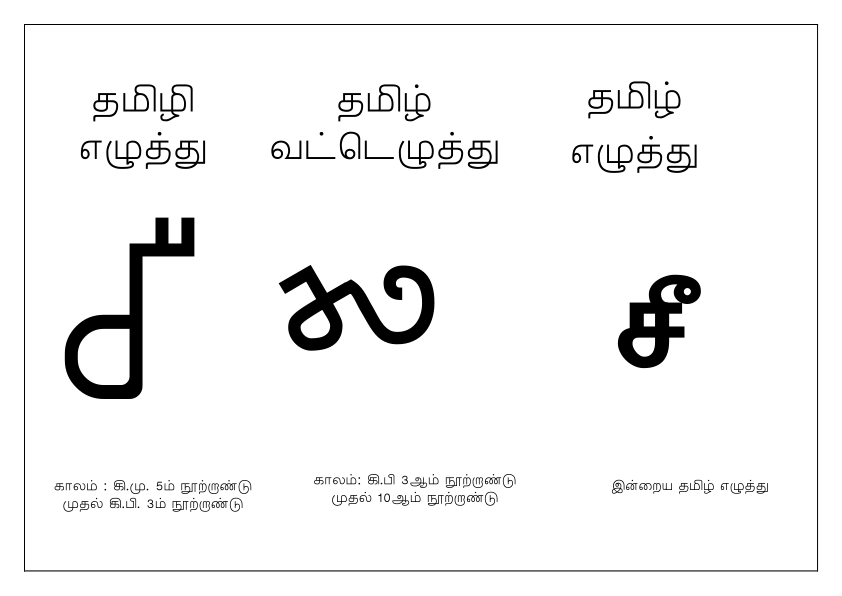 தமிழி
எழுத்து
தமிழ்
வட்டெழுத்து
தமிழ்
எழுத்து
சீ
காலம் : கி.மு. 5ம் நூற்றாண்டு
முதல் கி.பி. 3ம் நூற்றாண்டு
காலம்: கி.பி 3ஆம் நூற்றாண்டு
முதல் 10ஆம் நூற்றாண்டு
இன்றைய தமிழ் எழுத்து